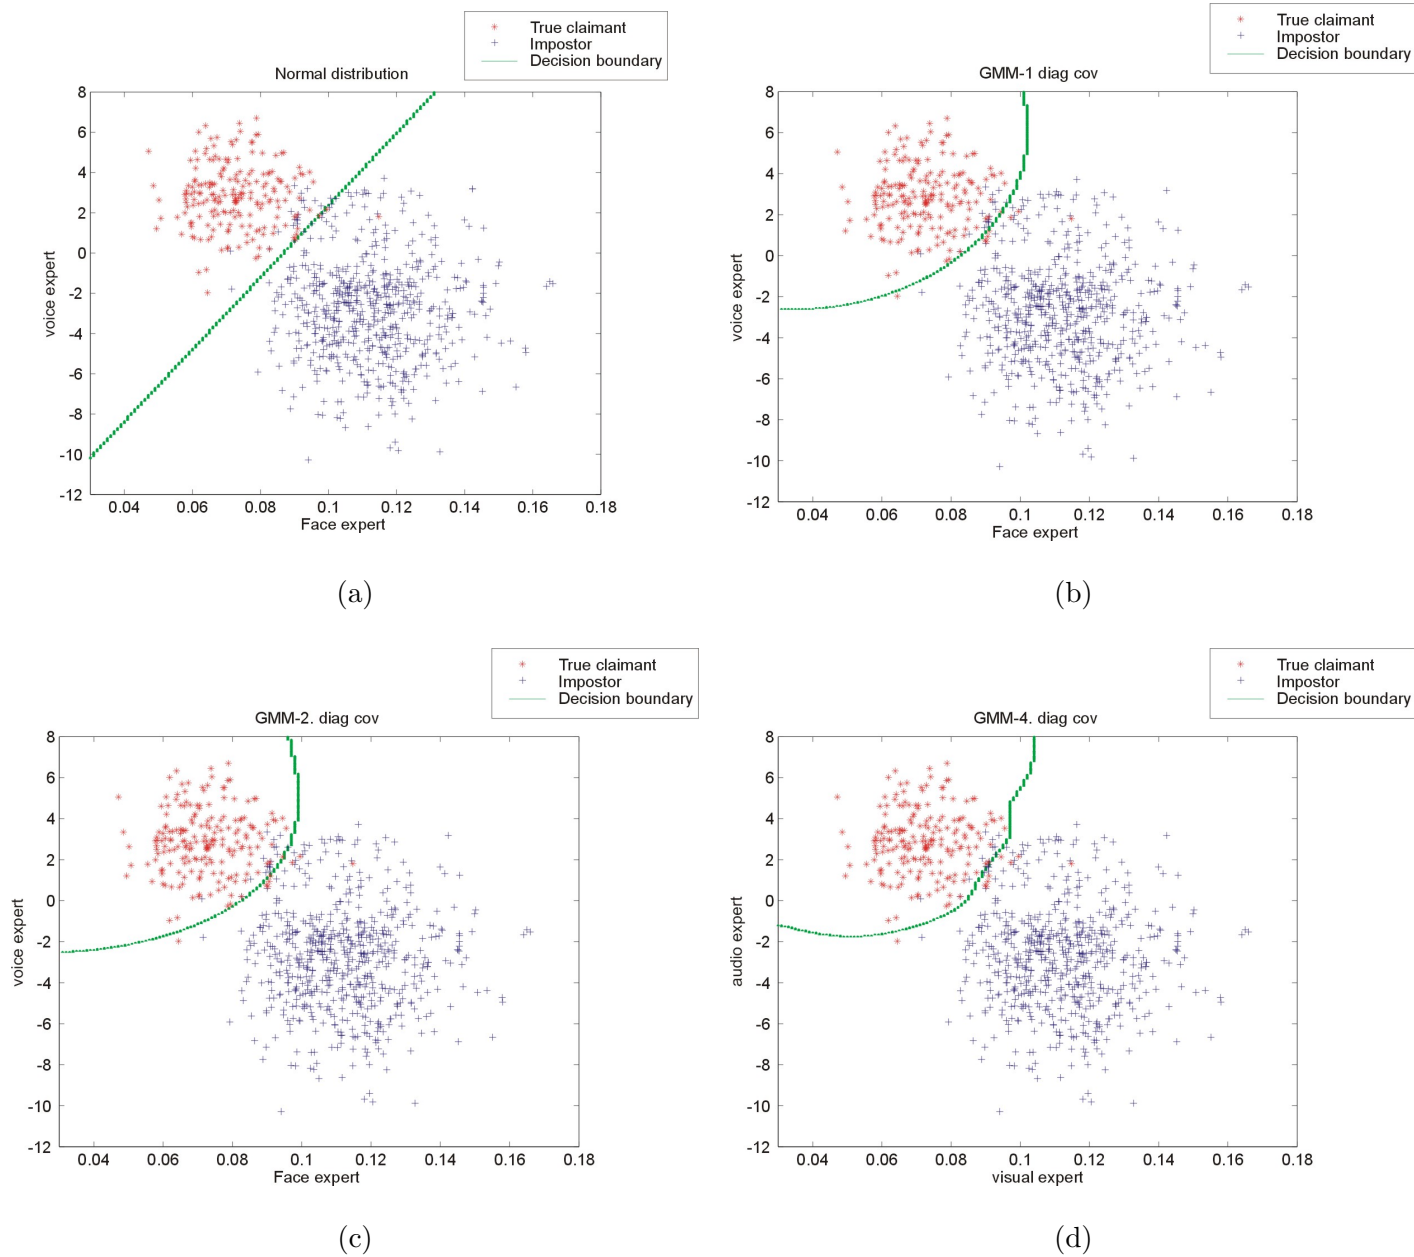 True claimant
Impostor
Decision boundary
Normal distribution
8
6
4
2
0
-2
-4
-6
-8
-10
-12
voice expert
0.04 0.06 0.08 0.1 0.12 0.14 0.16 0.18
Face expert
(a)
True claimant
Impostor
Decision boundary
GMM-1 diag cov
8
6
4
2
0
-2
-4
-6
-8
-10
-12
voice expert
0.04 0.06 0.08 0.1 0.12 0.14 0.16 0.18
Face expert
(b)
True claimant
Impostor
Decision boundary
GMM-2. diag cov
8
6
4
2
0
-2
-4
-6
-8
-10
-12
voice expert
0.04 0.06 0.08 0.1 0.12 0.14 0.16 0.18
Face expert
(c)
True claimant
Impostor
Decision boundary
GMM-4. diag cov
8
6
4
2
0
-2
-4
-6
-8
-10
-12
audio expert
0.04 0.06 0.08 0.1 0.12 0.14 0.16 0.18
visual expert
(d)